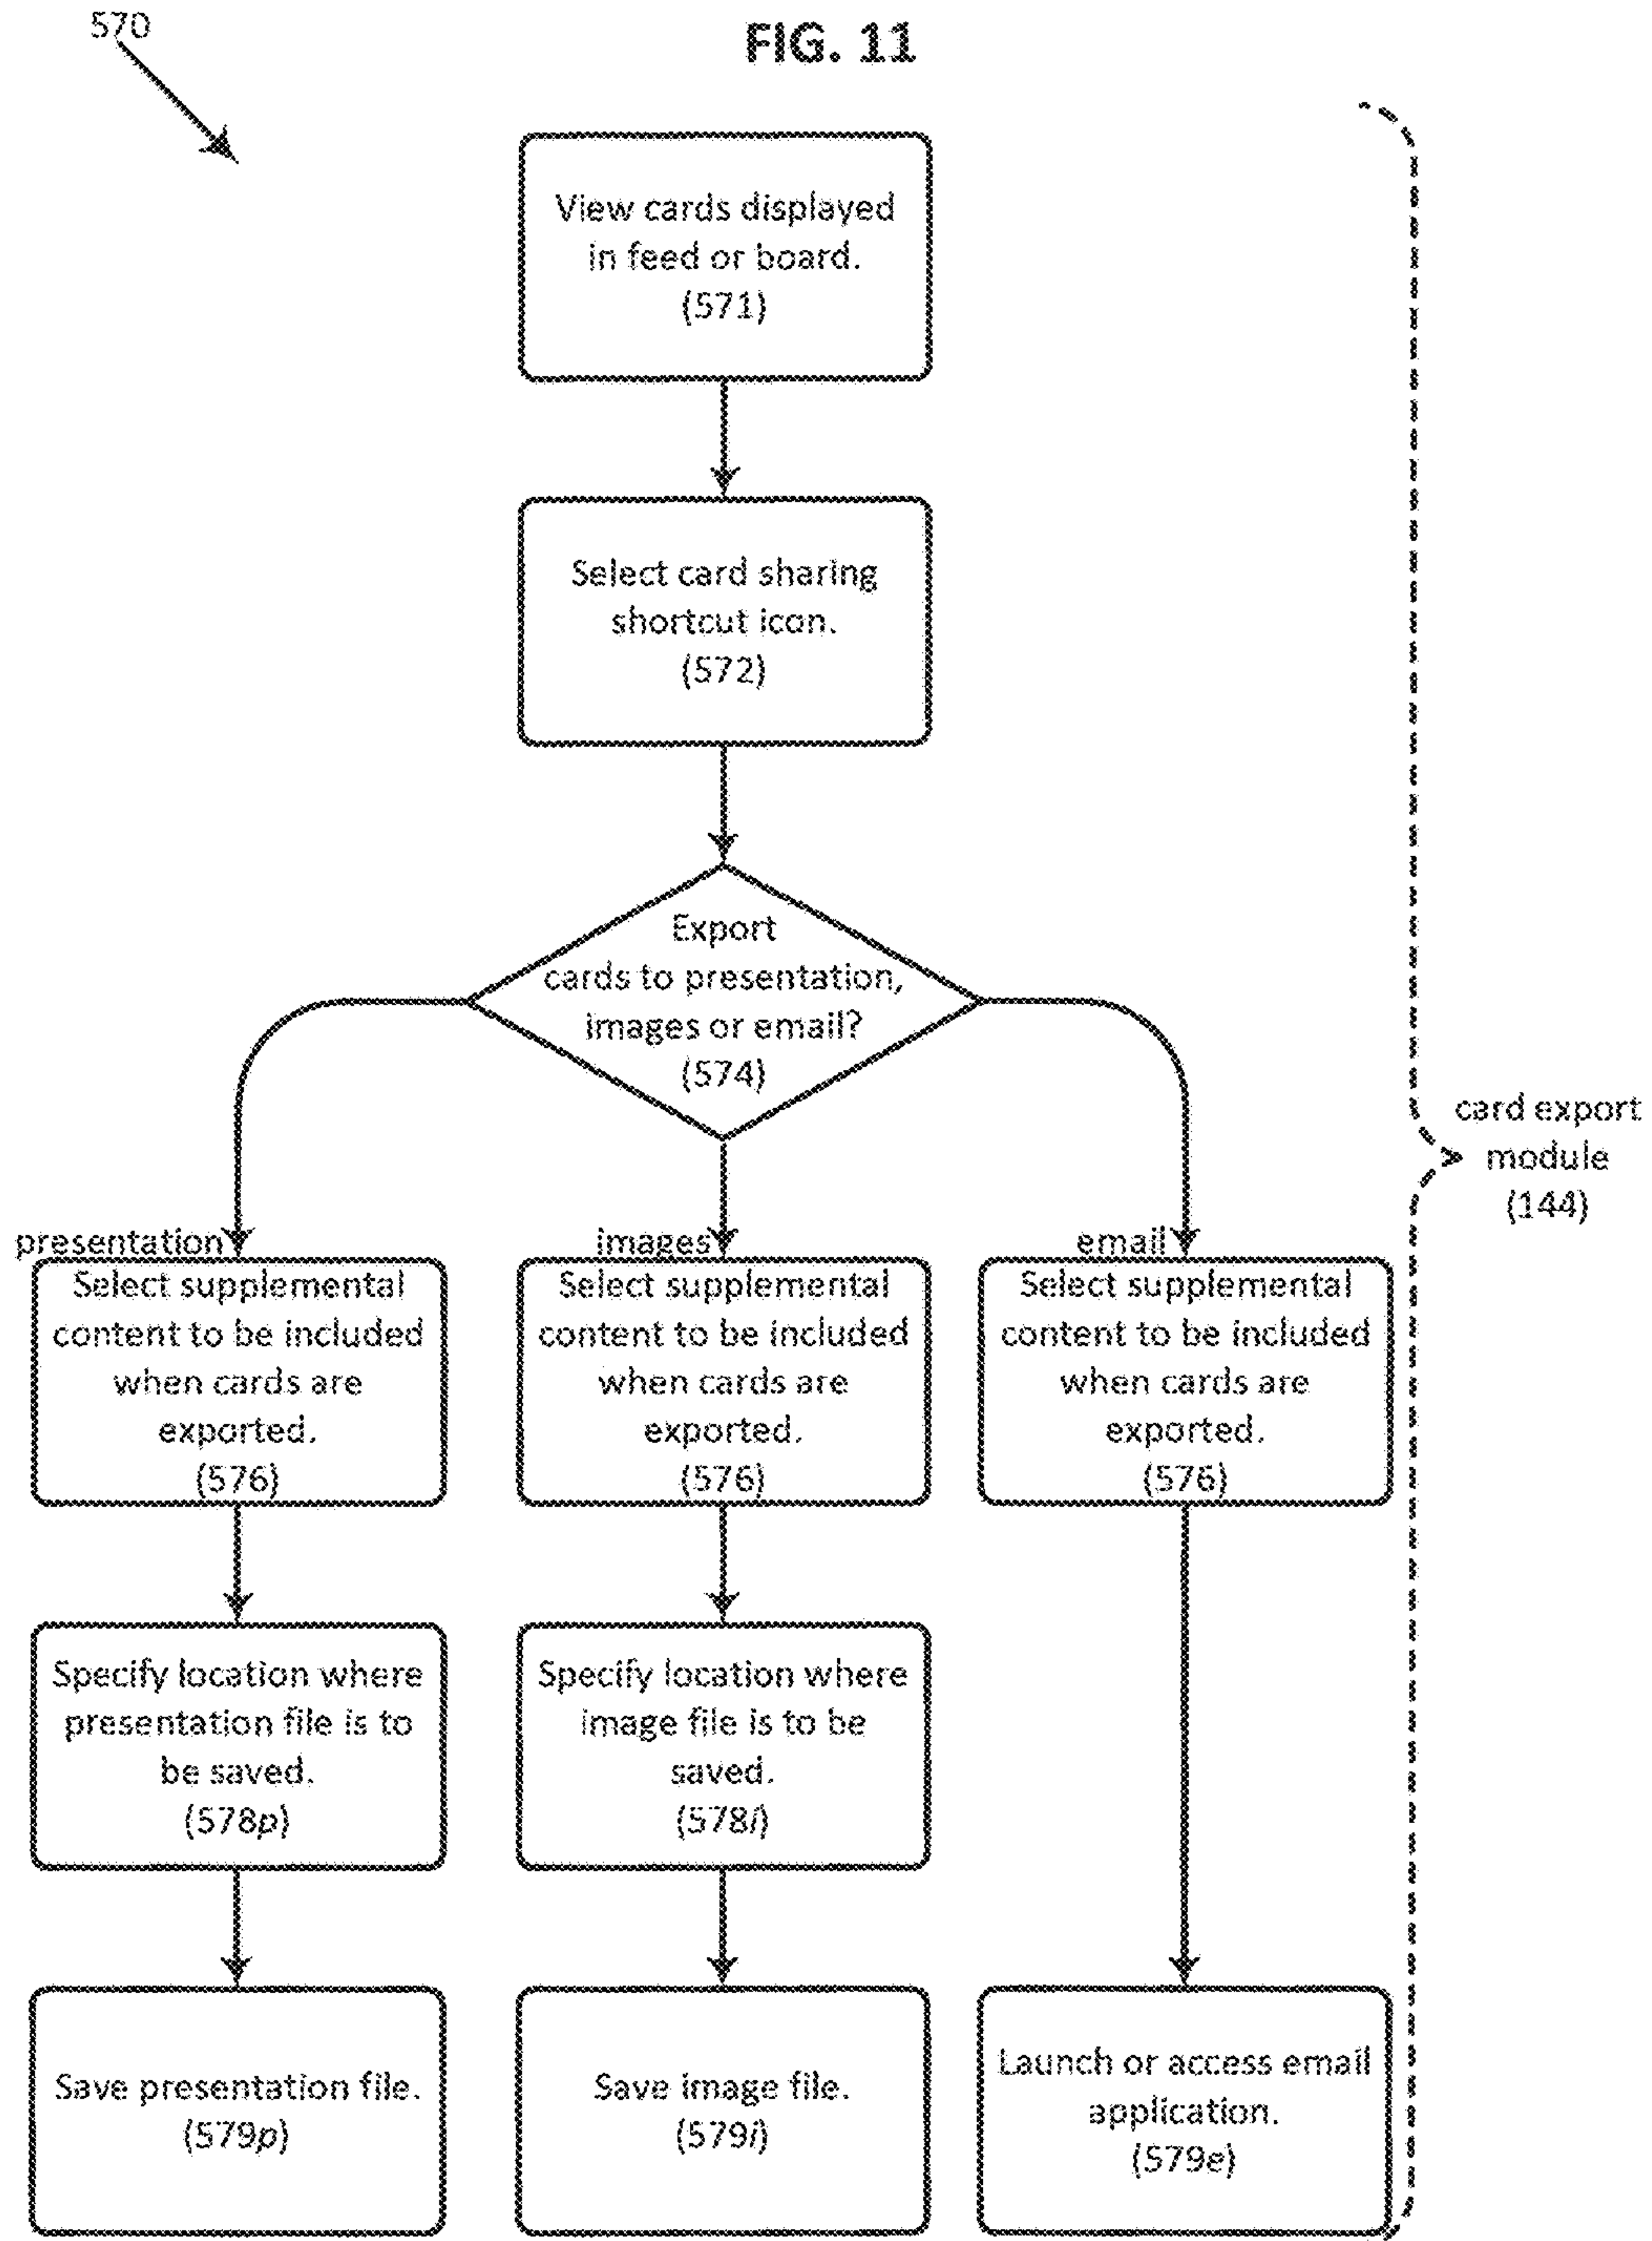 570
FIG. 11
View cards displayed
in feed or board.
(571)
Select card sharing
shortcut icon.
(572)
Export
cards to presentation,
images or email?
(574)
card export
module
(144)
presentation
Select supplemental
content to be included
when cards are
exported.
(576)
images
Select supplemental
content to be included
when cards are
exported.
(576)
email
Select supplemental
content to be included
when cards are
exported.
(576)
Specify location where
presentation file is to
be saved.
(578p)
Specify location where
image file is to be
saved.
(578i)
Save presentation file.
(579p)
Save image file.
(579i)
Launch or access email
application.
(579e)